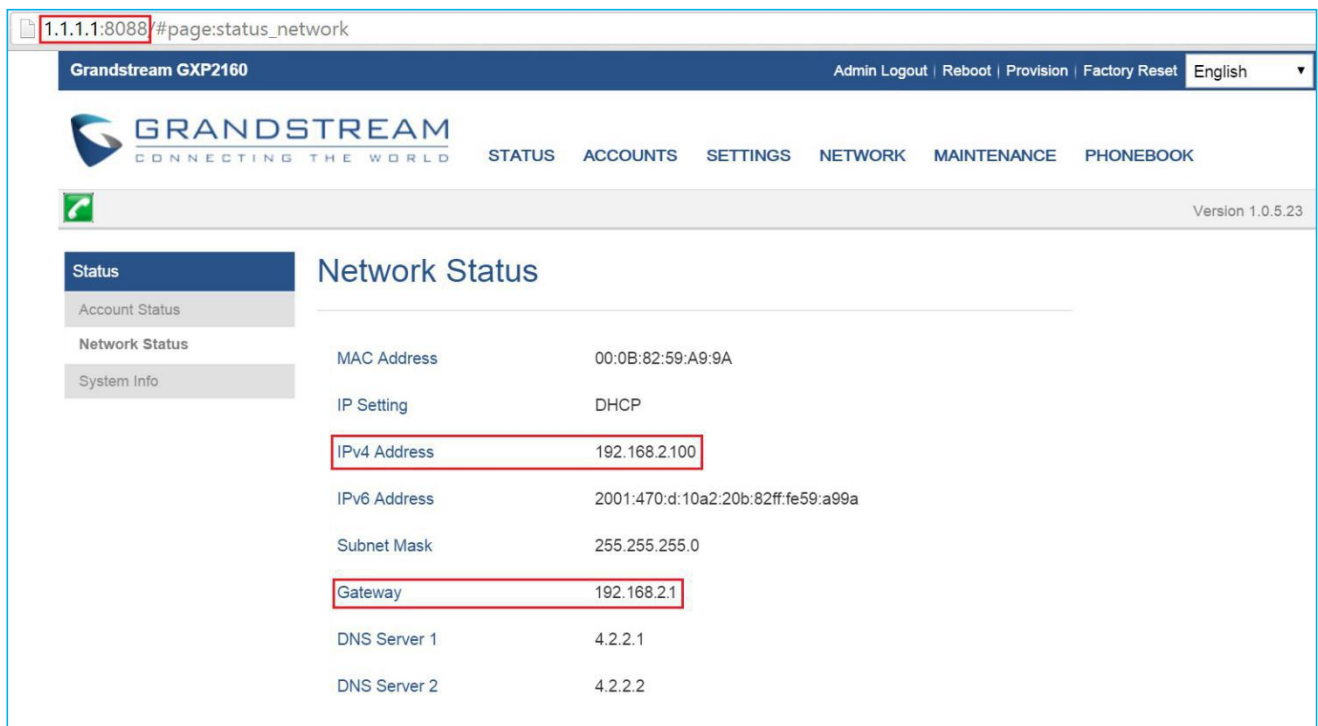 1.1.1.1:8088/#page:status_network
Grandstream GXP2160
Admin Logout | Reboot | Provision | Factory Reset English
GRANDSTREAM
CONNECTING THE WORLD
STATUS ACCOUNTS SETTINGS NETWORK MAINTENANCE PHONEBOOK
Version 1.0.5.23
Status
Account Status
Network Status
System Info
Network Status
MAC Address 00:0B:82:59:A9:9A
IP Setting DHCP
IPv4 Address 192.168.2.100
IPv6 Address 2001:470:d:10a2:20b:82ff:fe59:a99a
Subnet Mask 255.255.255.0
Gateway 192.168.2.1
DNS Server 1 4.2.2.1
DNS Server 2 4.2.2.2